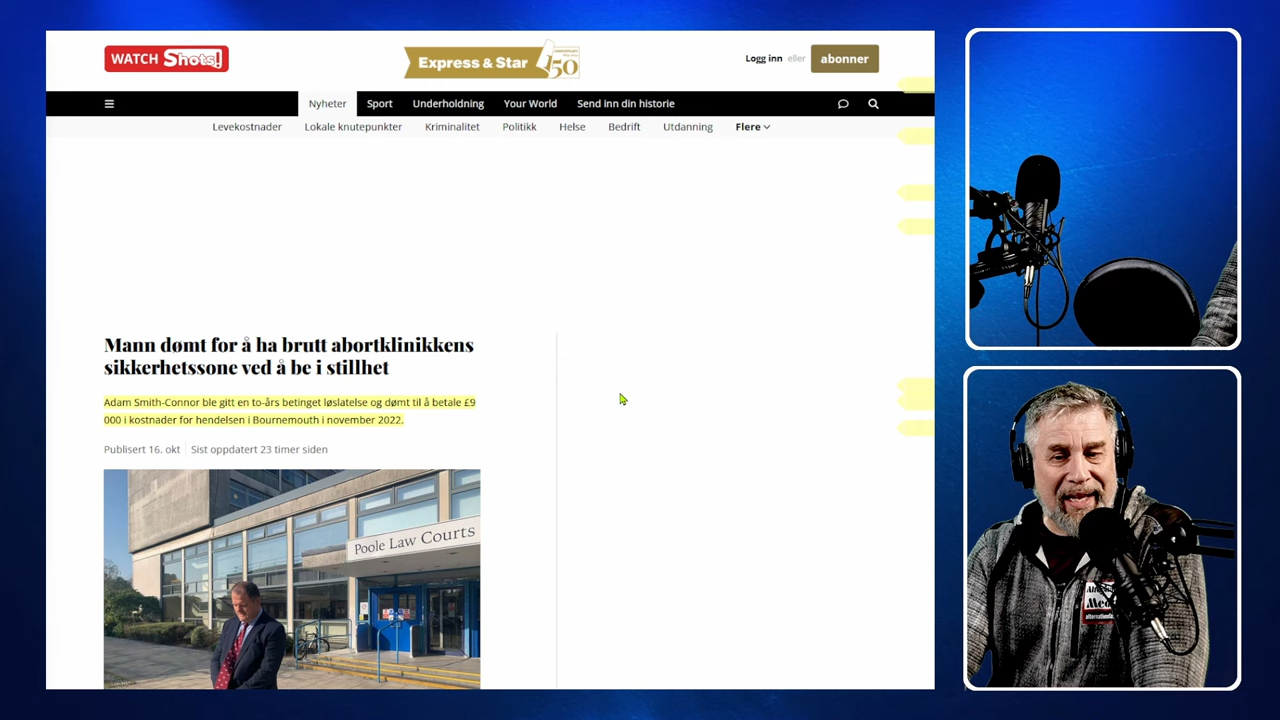 WATCH Shots!
Express & Star
150
Logg inn eller abonner
Nyheter Sport Underholdning Your World Send inn din historie
Levekostnader Lokale knutepunkter Kriminalitet Politikk Helse Bedrift Utdanning Flere
Mann dømt for å ha brutt abortklinikkens
sikkerhetssone ved å be i stillhet
Adam Smith-Connor ble gitt en to-års betinget løslatelse og dømt til å betale £9
000 i kostnader for hendelsen i Bournemouth i november 2022.
Publisert 16. okt Sist oppdatert 23 timer siden
Poole Law Courts